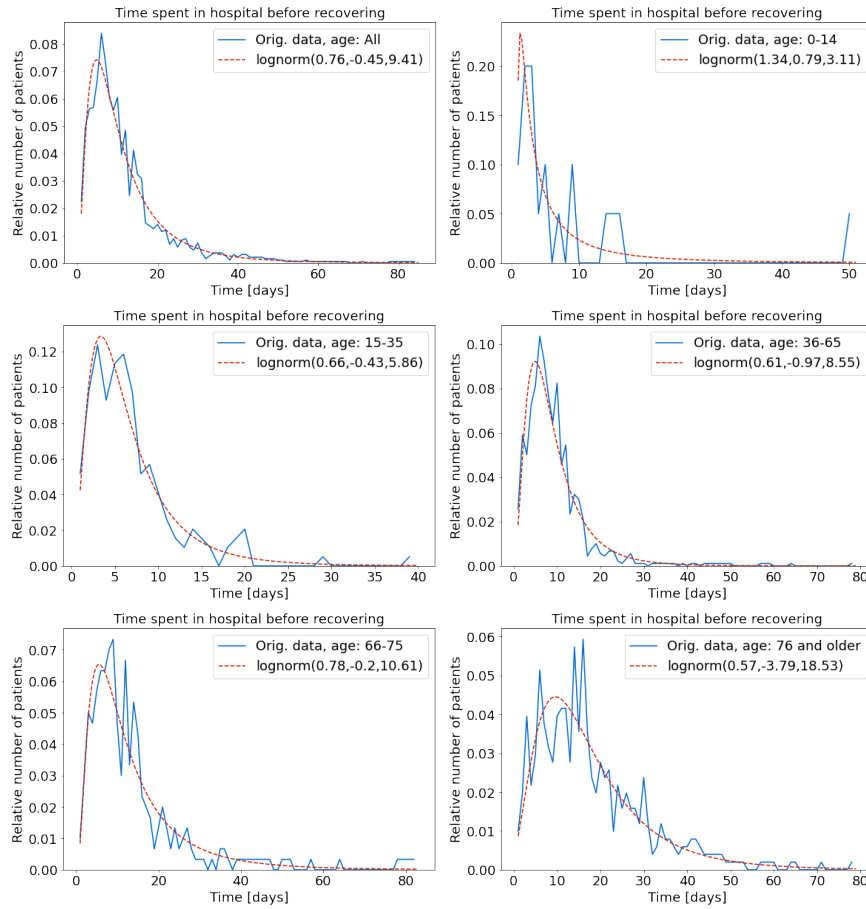 Time spent in hospital before recovering
Relative number of patients
0.08
0.07
0.06
0.05
0.04
0.03
0.02
0.01
0.00
Orig. data, age: All
lognorm(0.76,-0.45,9.41)
0 20 40 60 80
Time [days]
Time spent in hospital before recovering
Relative number of patients
0.20
0.15
0.10
0.05
0.00
Orig. data, age: 0-14
lognorm(1.34,0.79,3.11)
0 10 20 30 40 50
Time [days]
Time spent in hospital before recovering
Relative number of patients
0.12
0.10
0.08
0.06
0.04
0.02
0.00
Orig. data, age: 15-35
lognorm(0.66,-0.43,5.86)
0 5 10 15 20 25 30 35 40
Time [days]
Time spent in hospital before recovering
Relative number of patients
0.10
0.08
0.06
0.04
0.02
0.00
Orig. data, age: 36-65
lognorm(0.61,-0.97,8.55)
0 10 20 30 40 50 60 70 80
Time [days]
Time spent in hospital before recovering
Relative number of patients
0.07
0.06
0.05
0.04
0.03
0.02
0.01
0.00
Orig. data, age: 66-75
lognorm(0.78,-0.2,10.61)
0 20 40 60 80
Time [days]
Time spent in hospital before recovering
Relative number of patients
0.06
0.05
0.04
0.03
0.02
0.01
0.00
Orig. data, age: 76 and older
lognorm(0.57,-3.79,18.53)
0 10 20 30 40 50 60 70 80
Time [days]